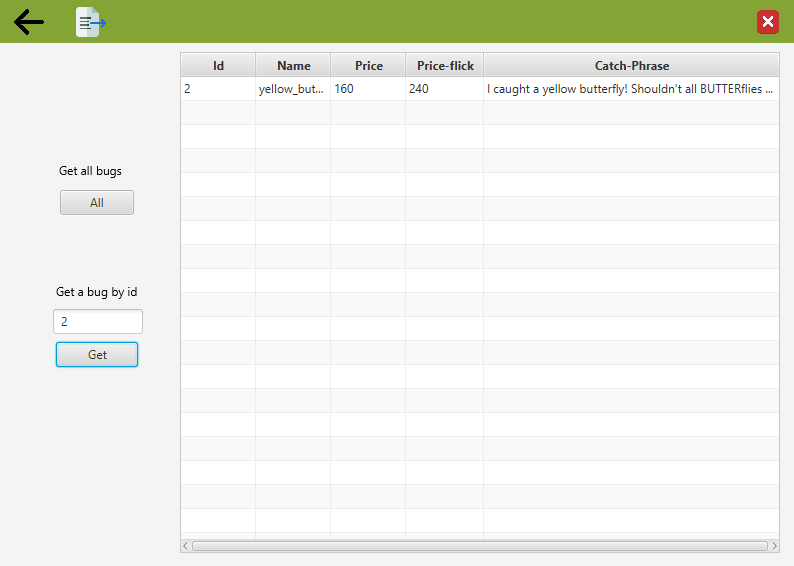 Id Name Price Price-flick Catch-Phrase
2 yellow_but... 160 240 I caught a yellow butterfly! Shouldn't all BUTTERflies ...
Get all bugs
All
Get a bug by id
2
Get